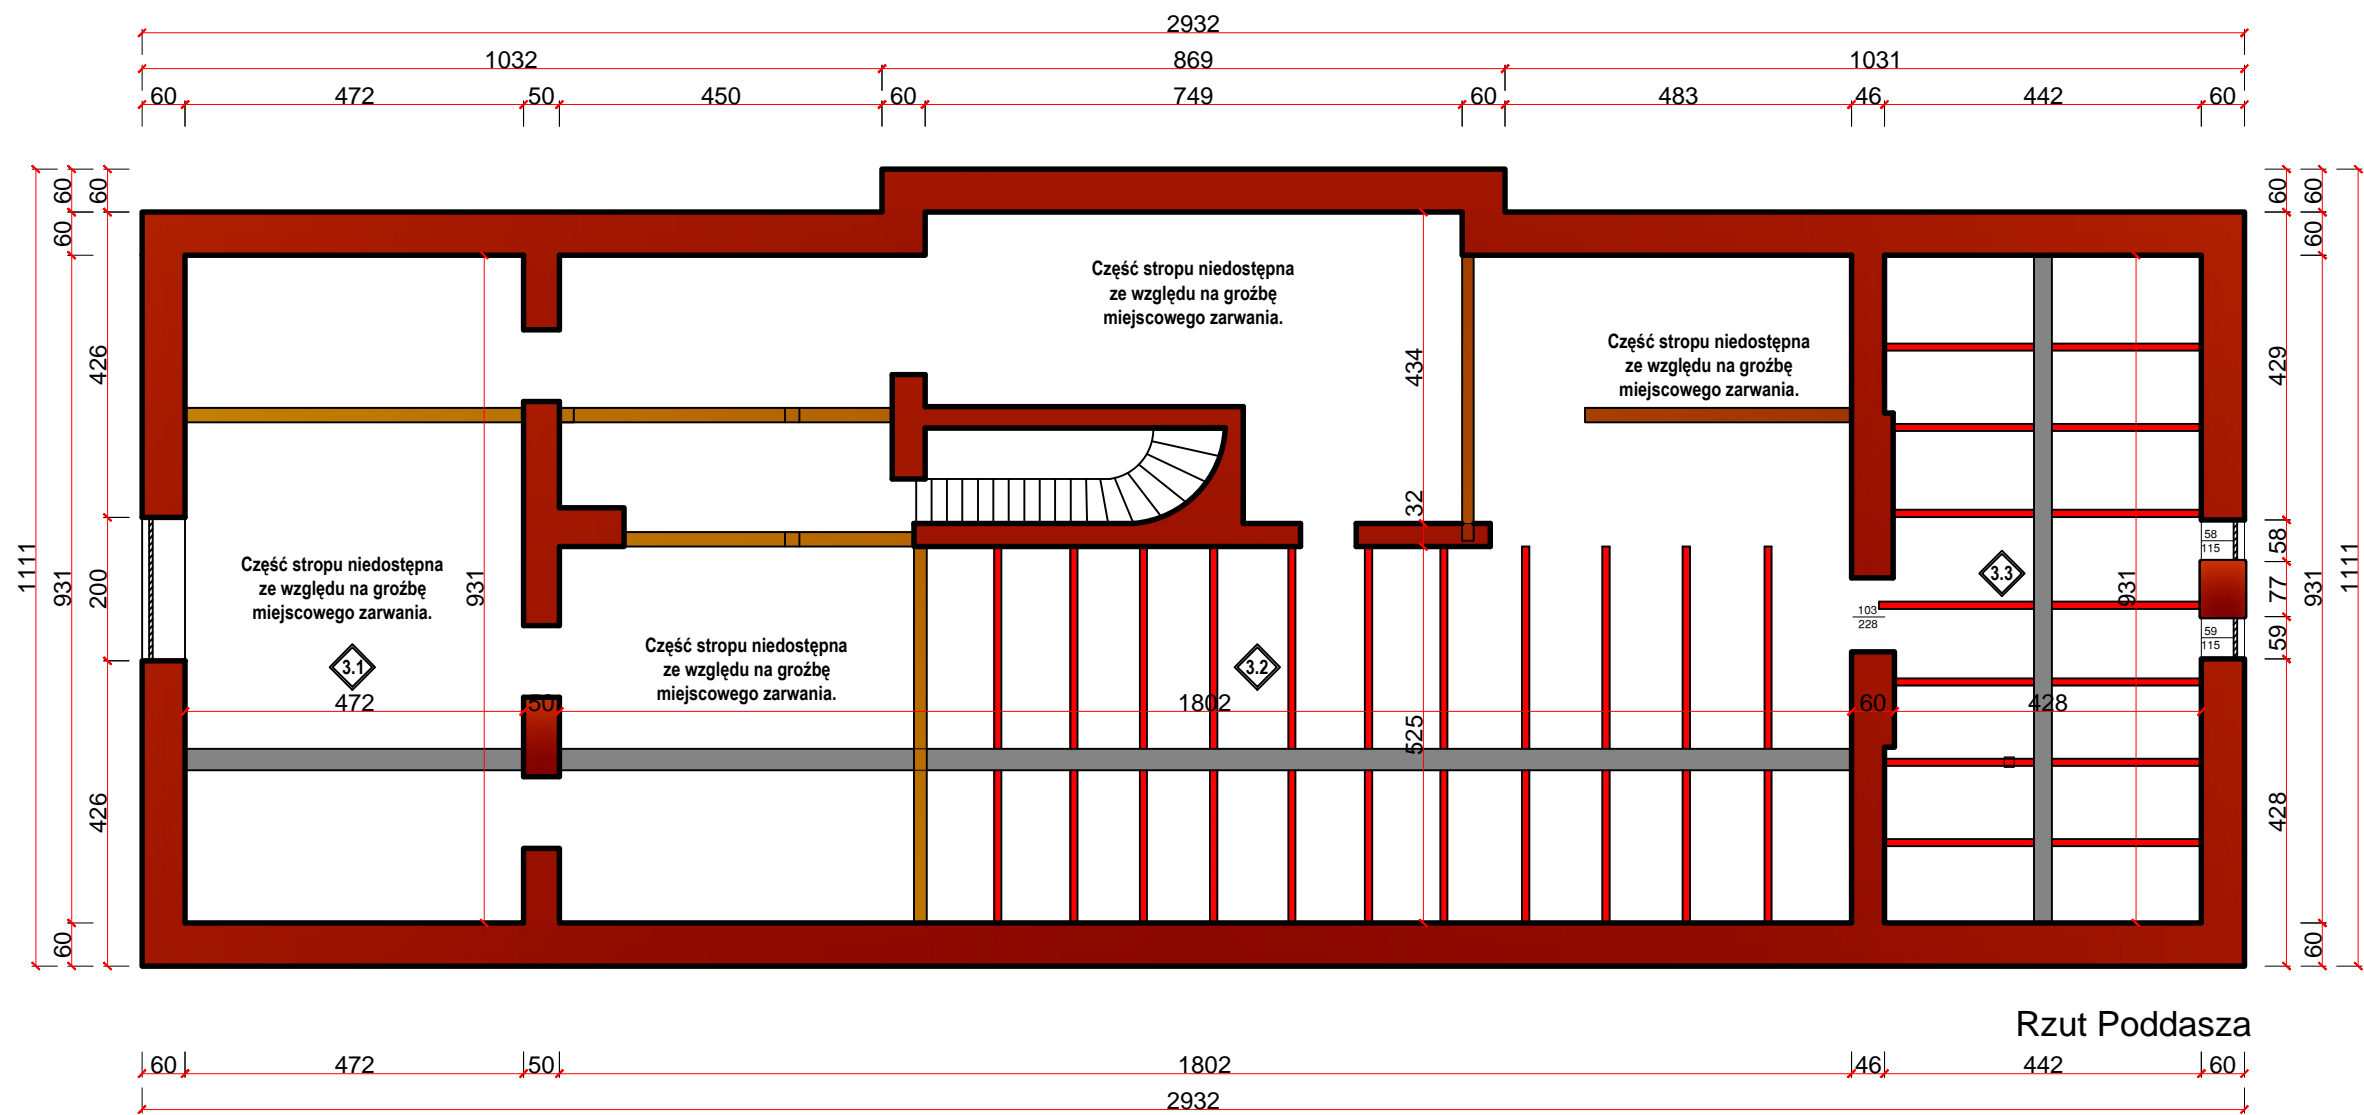 2932
1032 869 1031
60 472 50 450 60 749 60 483 46 442 60
60 60
60
426
1111 931 200
426
60
60 60
60
429
58
77 931 1111
59
428
60
Część stropu niedostępna
ze względu na groźbę
miejscowego zarwania.
434
Część stropu niedostępna
ze względu na groźbę
miejscowego zarwania.
32
Część stropu niedostępna
ze względu na groźbę
miejscowego zarwania.
931
3.1
Część stropu niedostępna
ze względu na groźbę
miejscowego zarwania.
3.2
3.3
931
58
115
103
228
59
115
472 50 1802 60 428
525
Rzut Poddasza
60 472 50 1802 46 442 60
2932